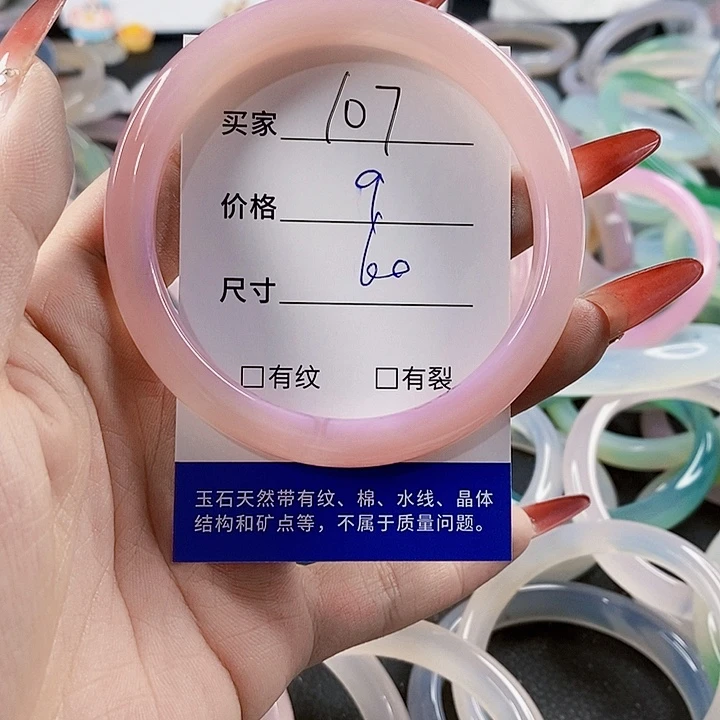 买家 107
价格 9
尺寸 60
□有纹 □有裂
玉石天然带有纹、棉、水线、晶体
结构和矿点等，不属于质量问题。